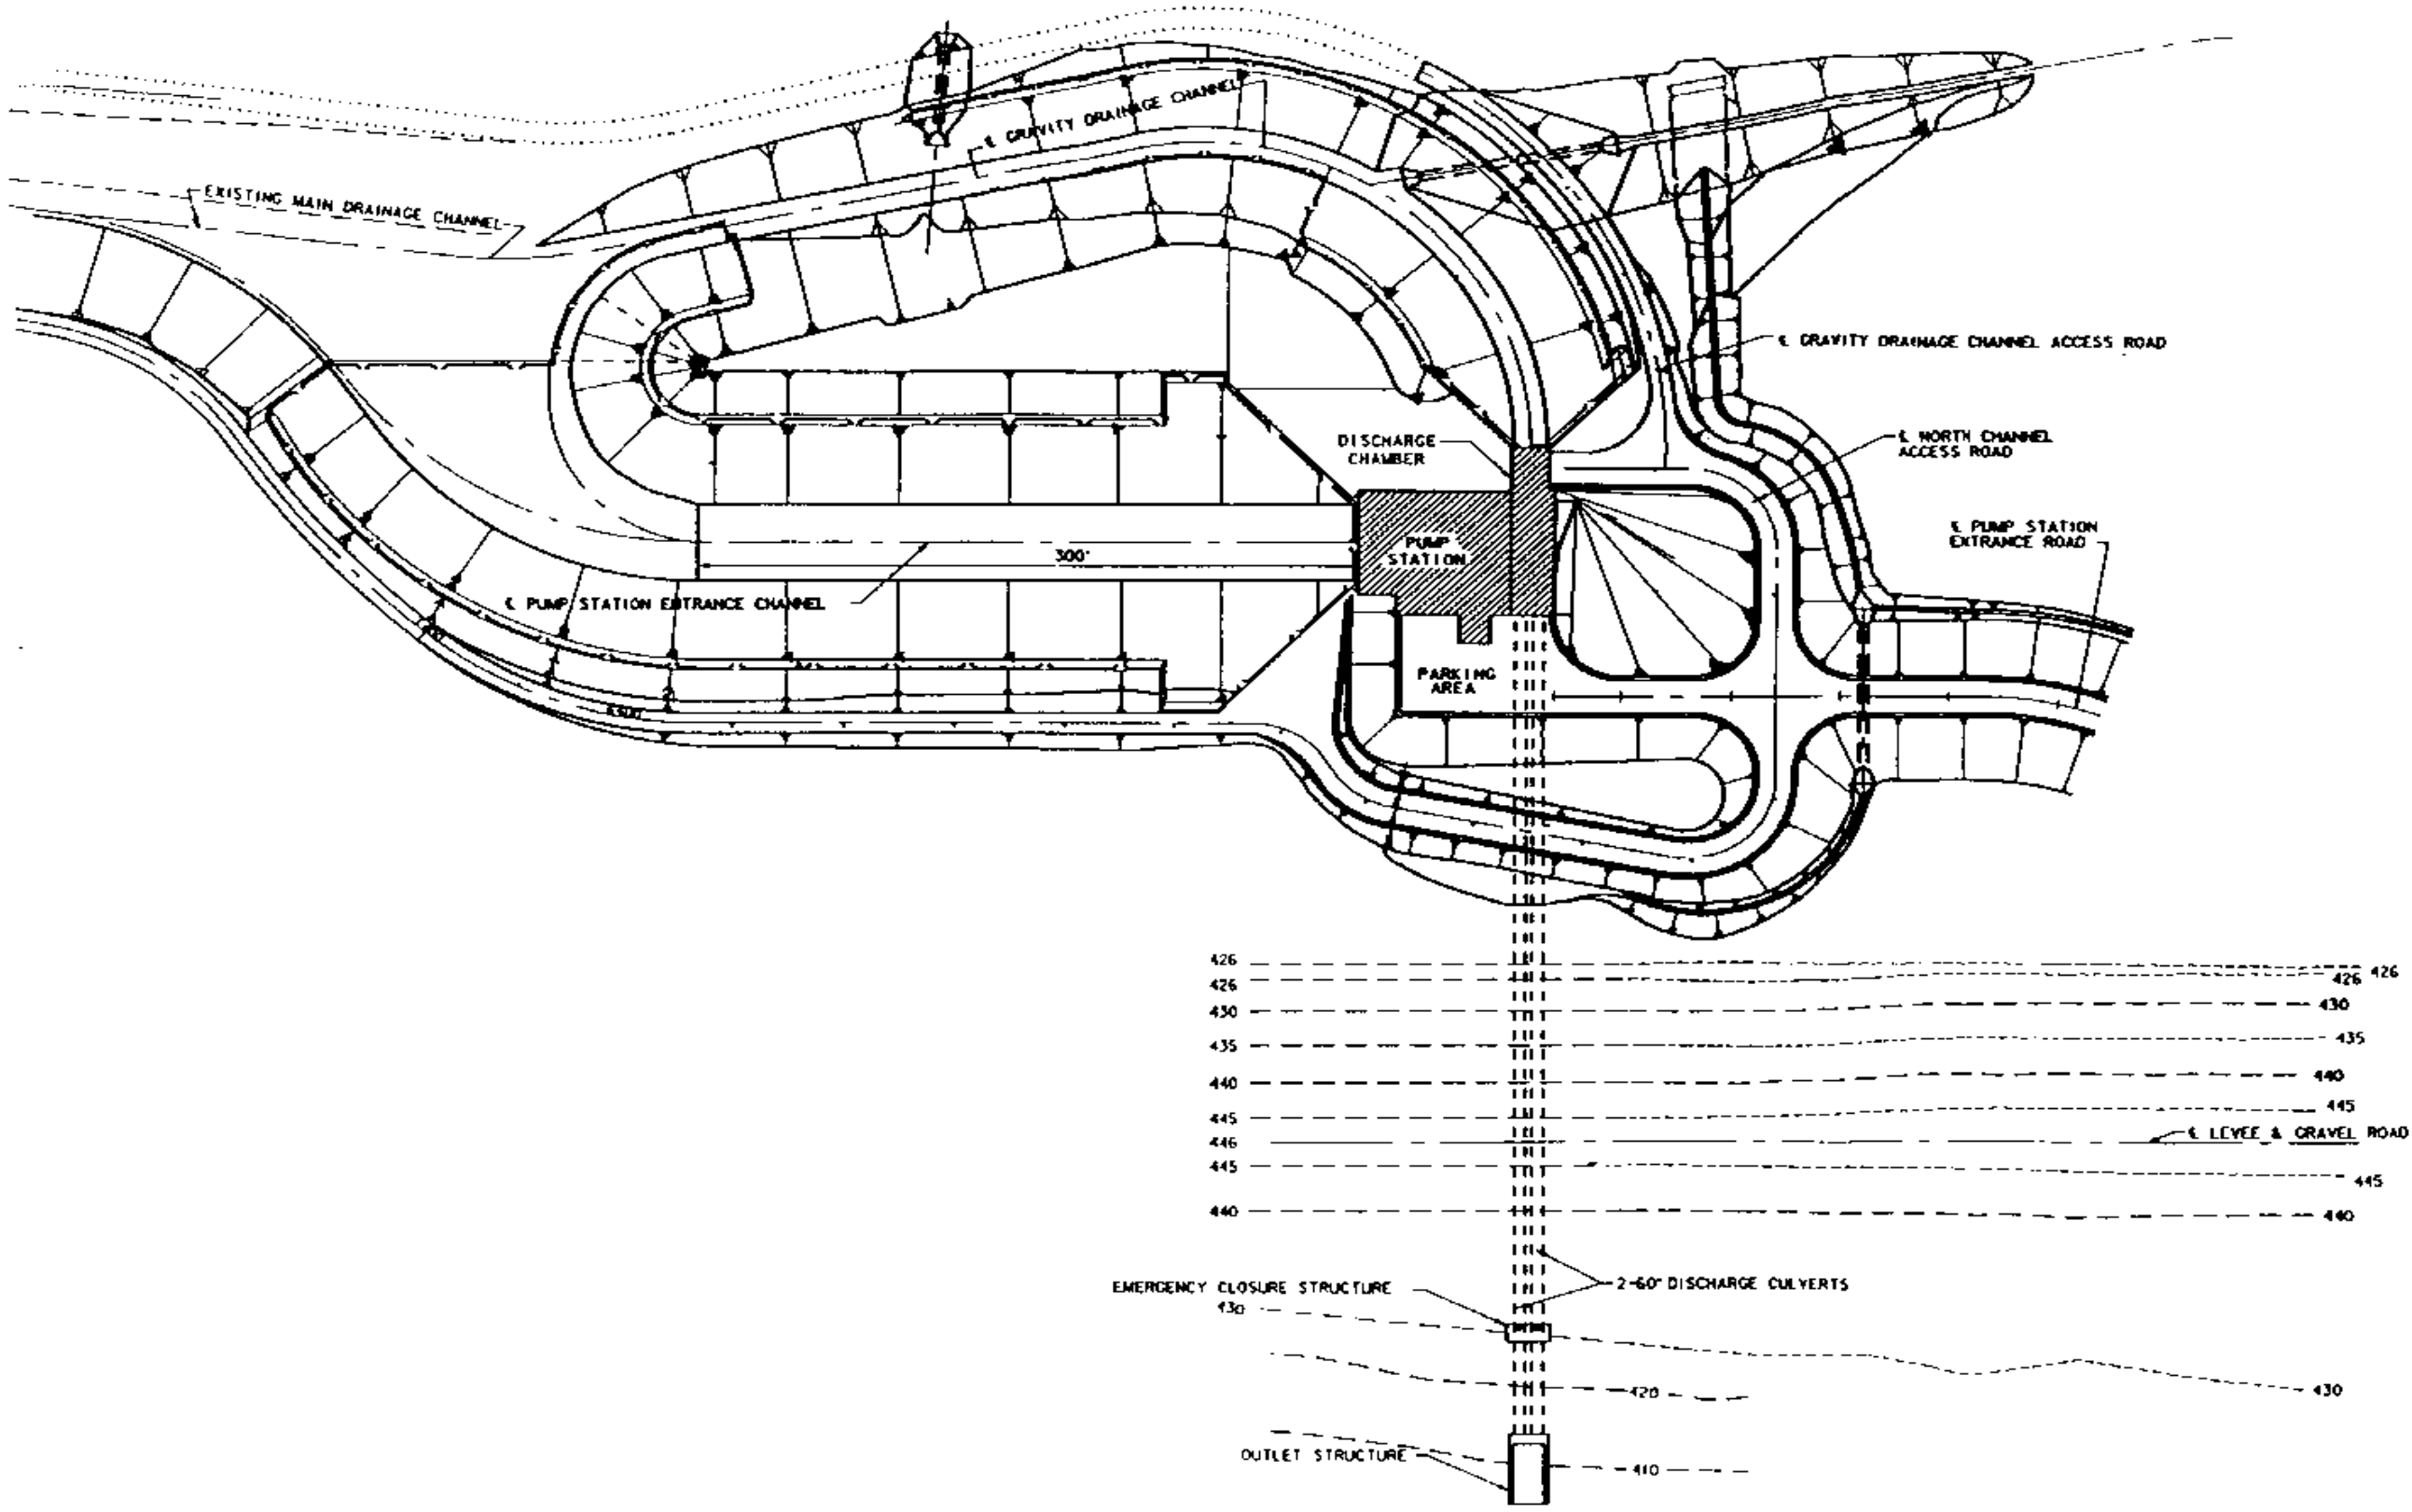 ℄ GRAVITY DRAINAGE CHANNEL
EXISTING MAIN DRAINAGE CHANNEL
℄ GRAVITY DRAINAGE CHANNEL ACCESS ROAD
DISCHARGE
CHAMBER
℄ NORTH CHANNEL
ACCESS ROAD
℄ PUMP STATION
ENTRANCE ROAD
PUMP
STATION
300'
℄ PUMP STATION ENTRANCE CHANNEL
PARKING
AREA
426
426
426
426
430
430
435
435
440
440
445
445
446
℄ LEVEE & GRAVEL ROAD
445
445
440
440
EMERGENCY CLOSURE STRUCTURE
2-60" DISCHARGE CULVERTS
430
420
430
OUTLET STRUCTURE
410